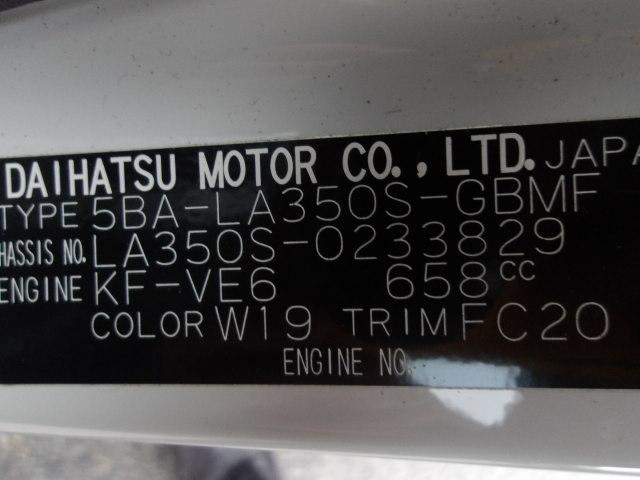 DAIHATSU MOTOR CO., LTD. JAPA
TYPE 5BA-LA350S-GBMF
CHASSIS NO. LA350S-0233829
ENGINE KF-VE6 658cc
COLOR W19 TRIM FC20
ENGINE NO.